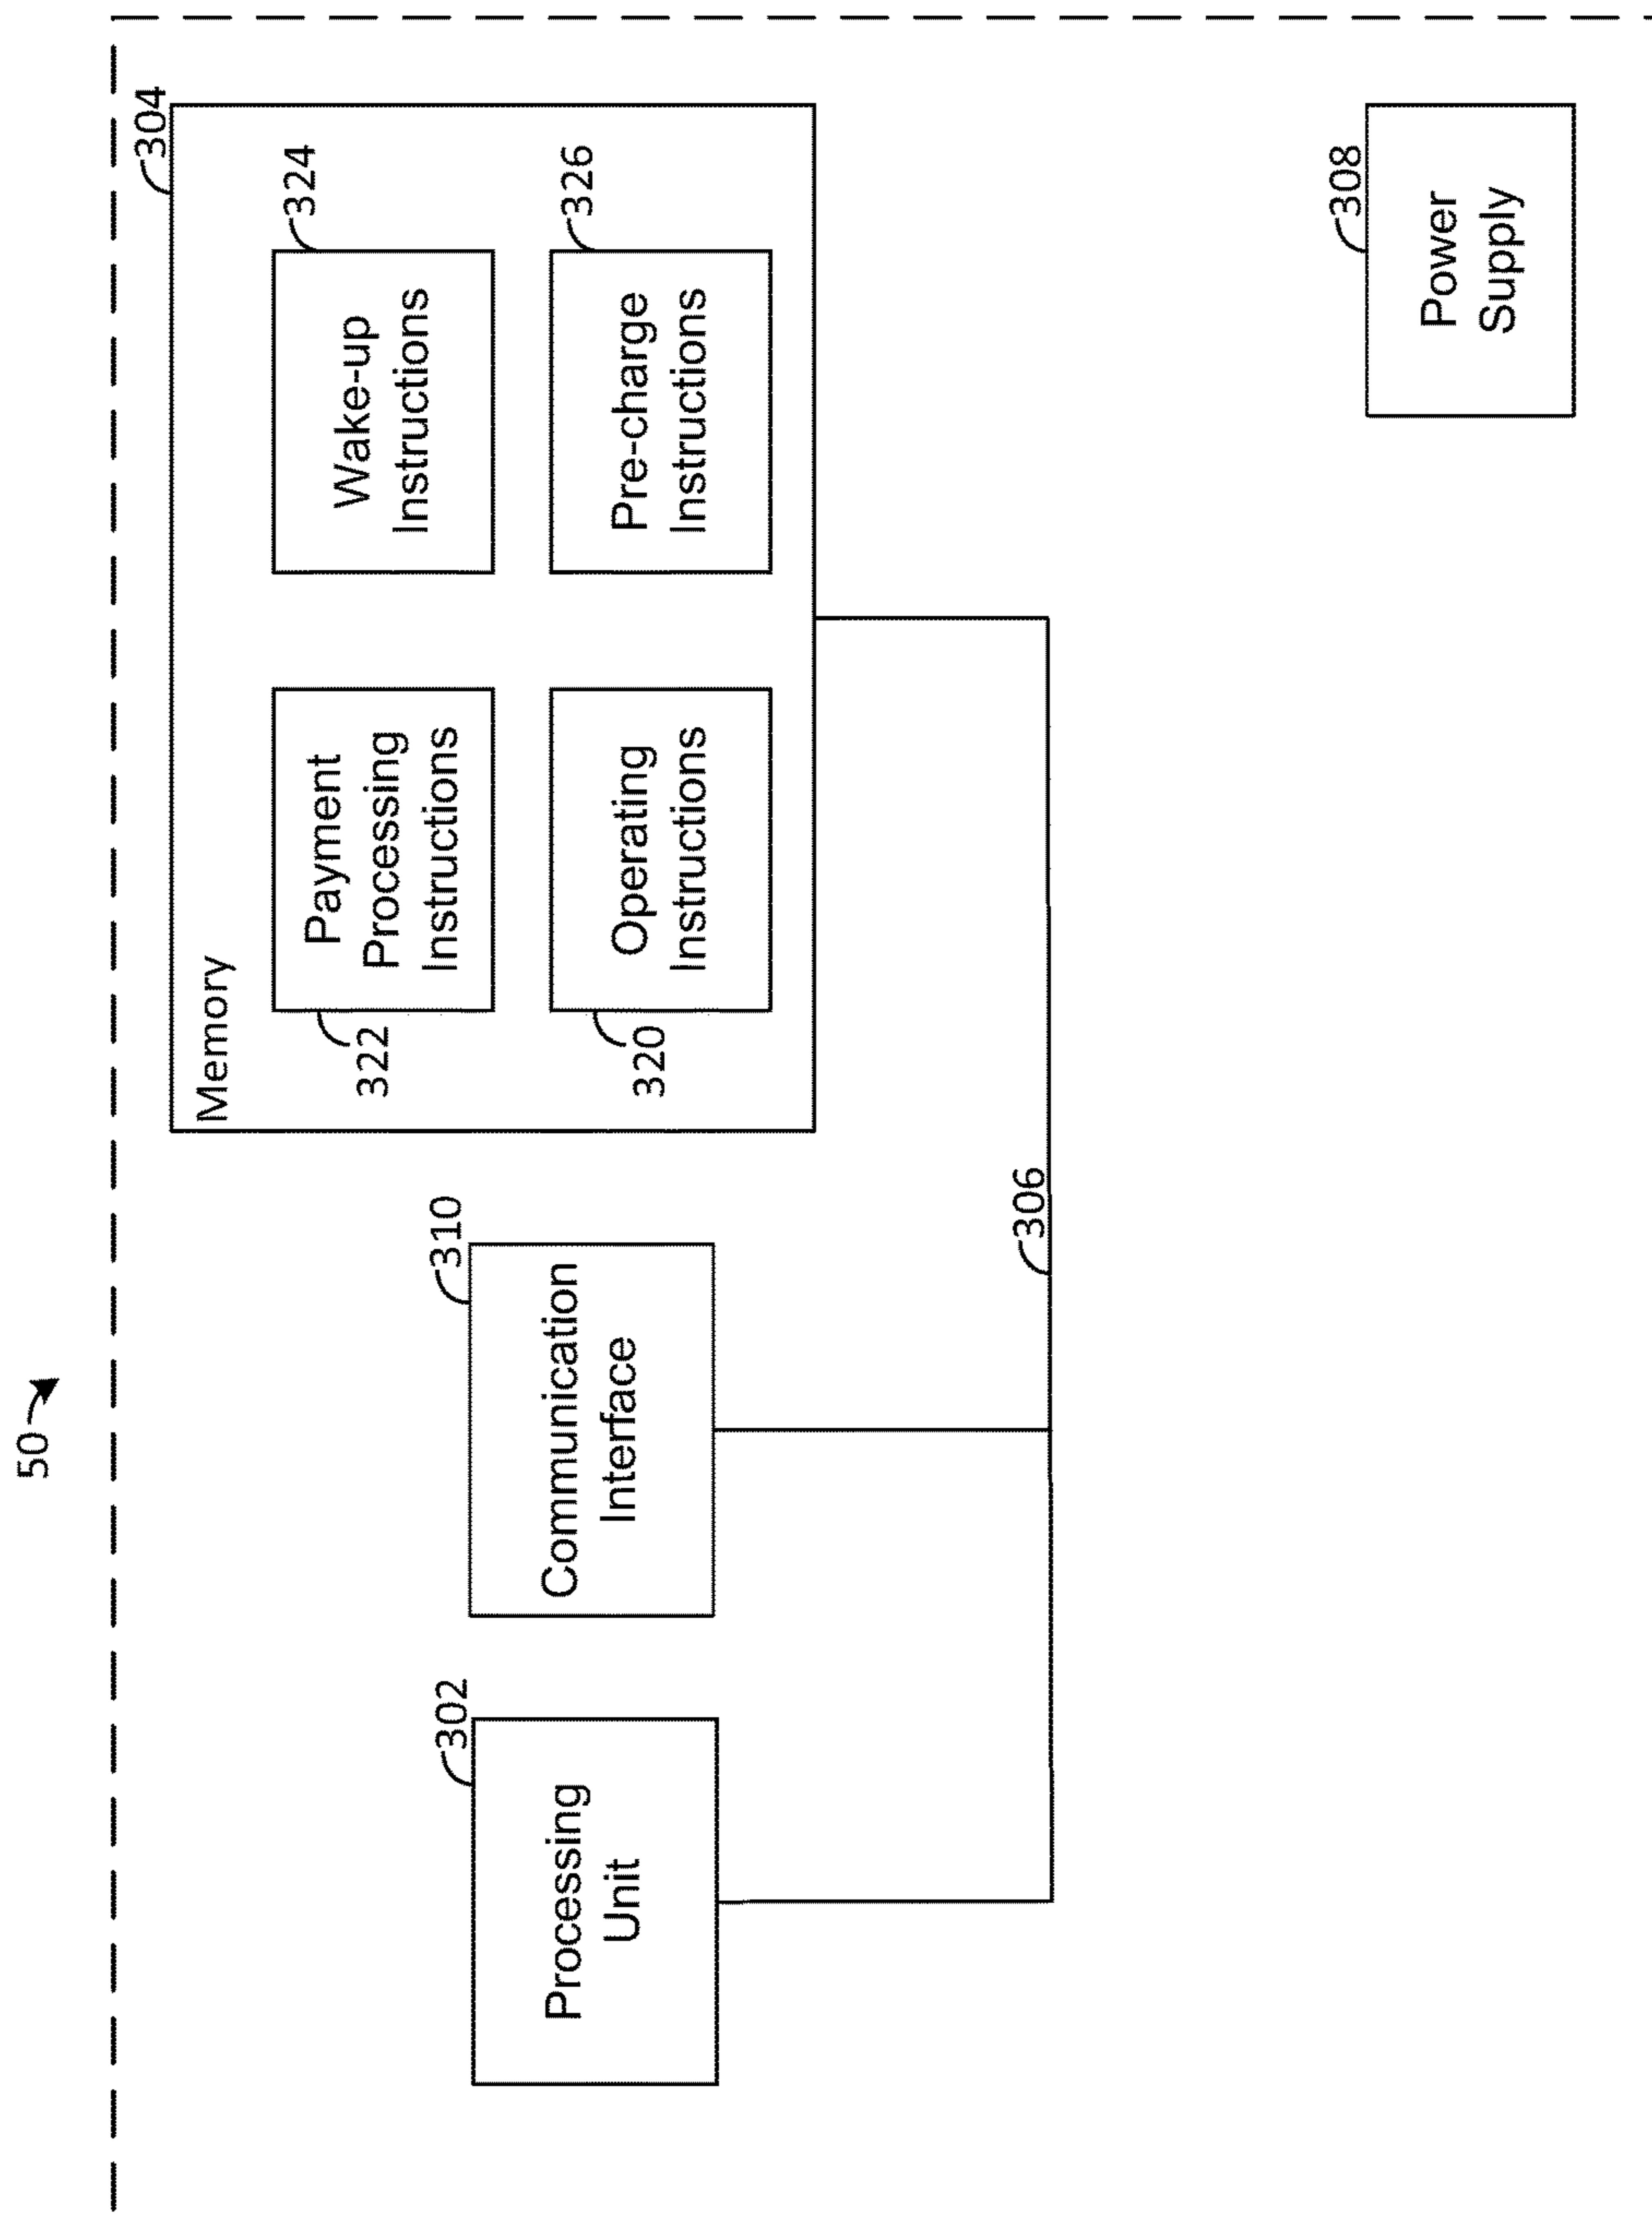 50
304
Memory
Payment
Processing
Instructions
322
Wake-up
Instructions
324
Operating
Instructions
320
Pre-charge
Instructions
326
Processing
Unit
302
Communication
Interface
310
306
Power
Supply
308